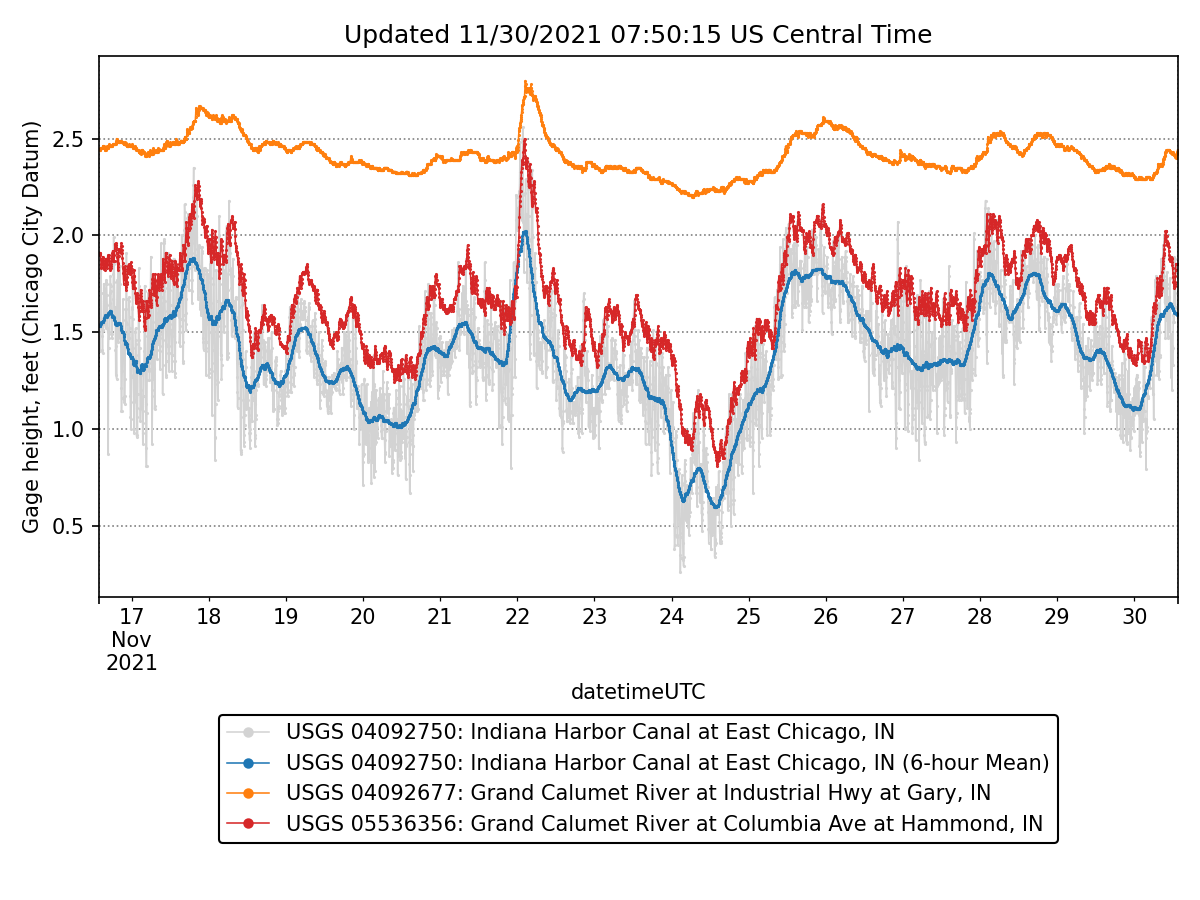 Updated 11/30/2021 07:50:15 US Central Time
Gage height, feet (Chicago City Datum)
2.5
2.0
1.5
1.0
0.5
17 18 19 20 21 22 23 24 25 26 27 28 29 30
Nov
2021
datetimeUTC
USGS 04092750: Indiana Harbor Canal at East Chicago, IN
USGS 04092750: Indiana Harbor Canal at East Chicago, IN (6-hour Mean)
USGS 04092677: Grand Calumet River at Industrial Hwy at Gary, IN
USGS 05536356: Grand Calumet River at Columbia Ave at Hammond, IN